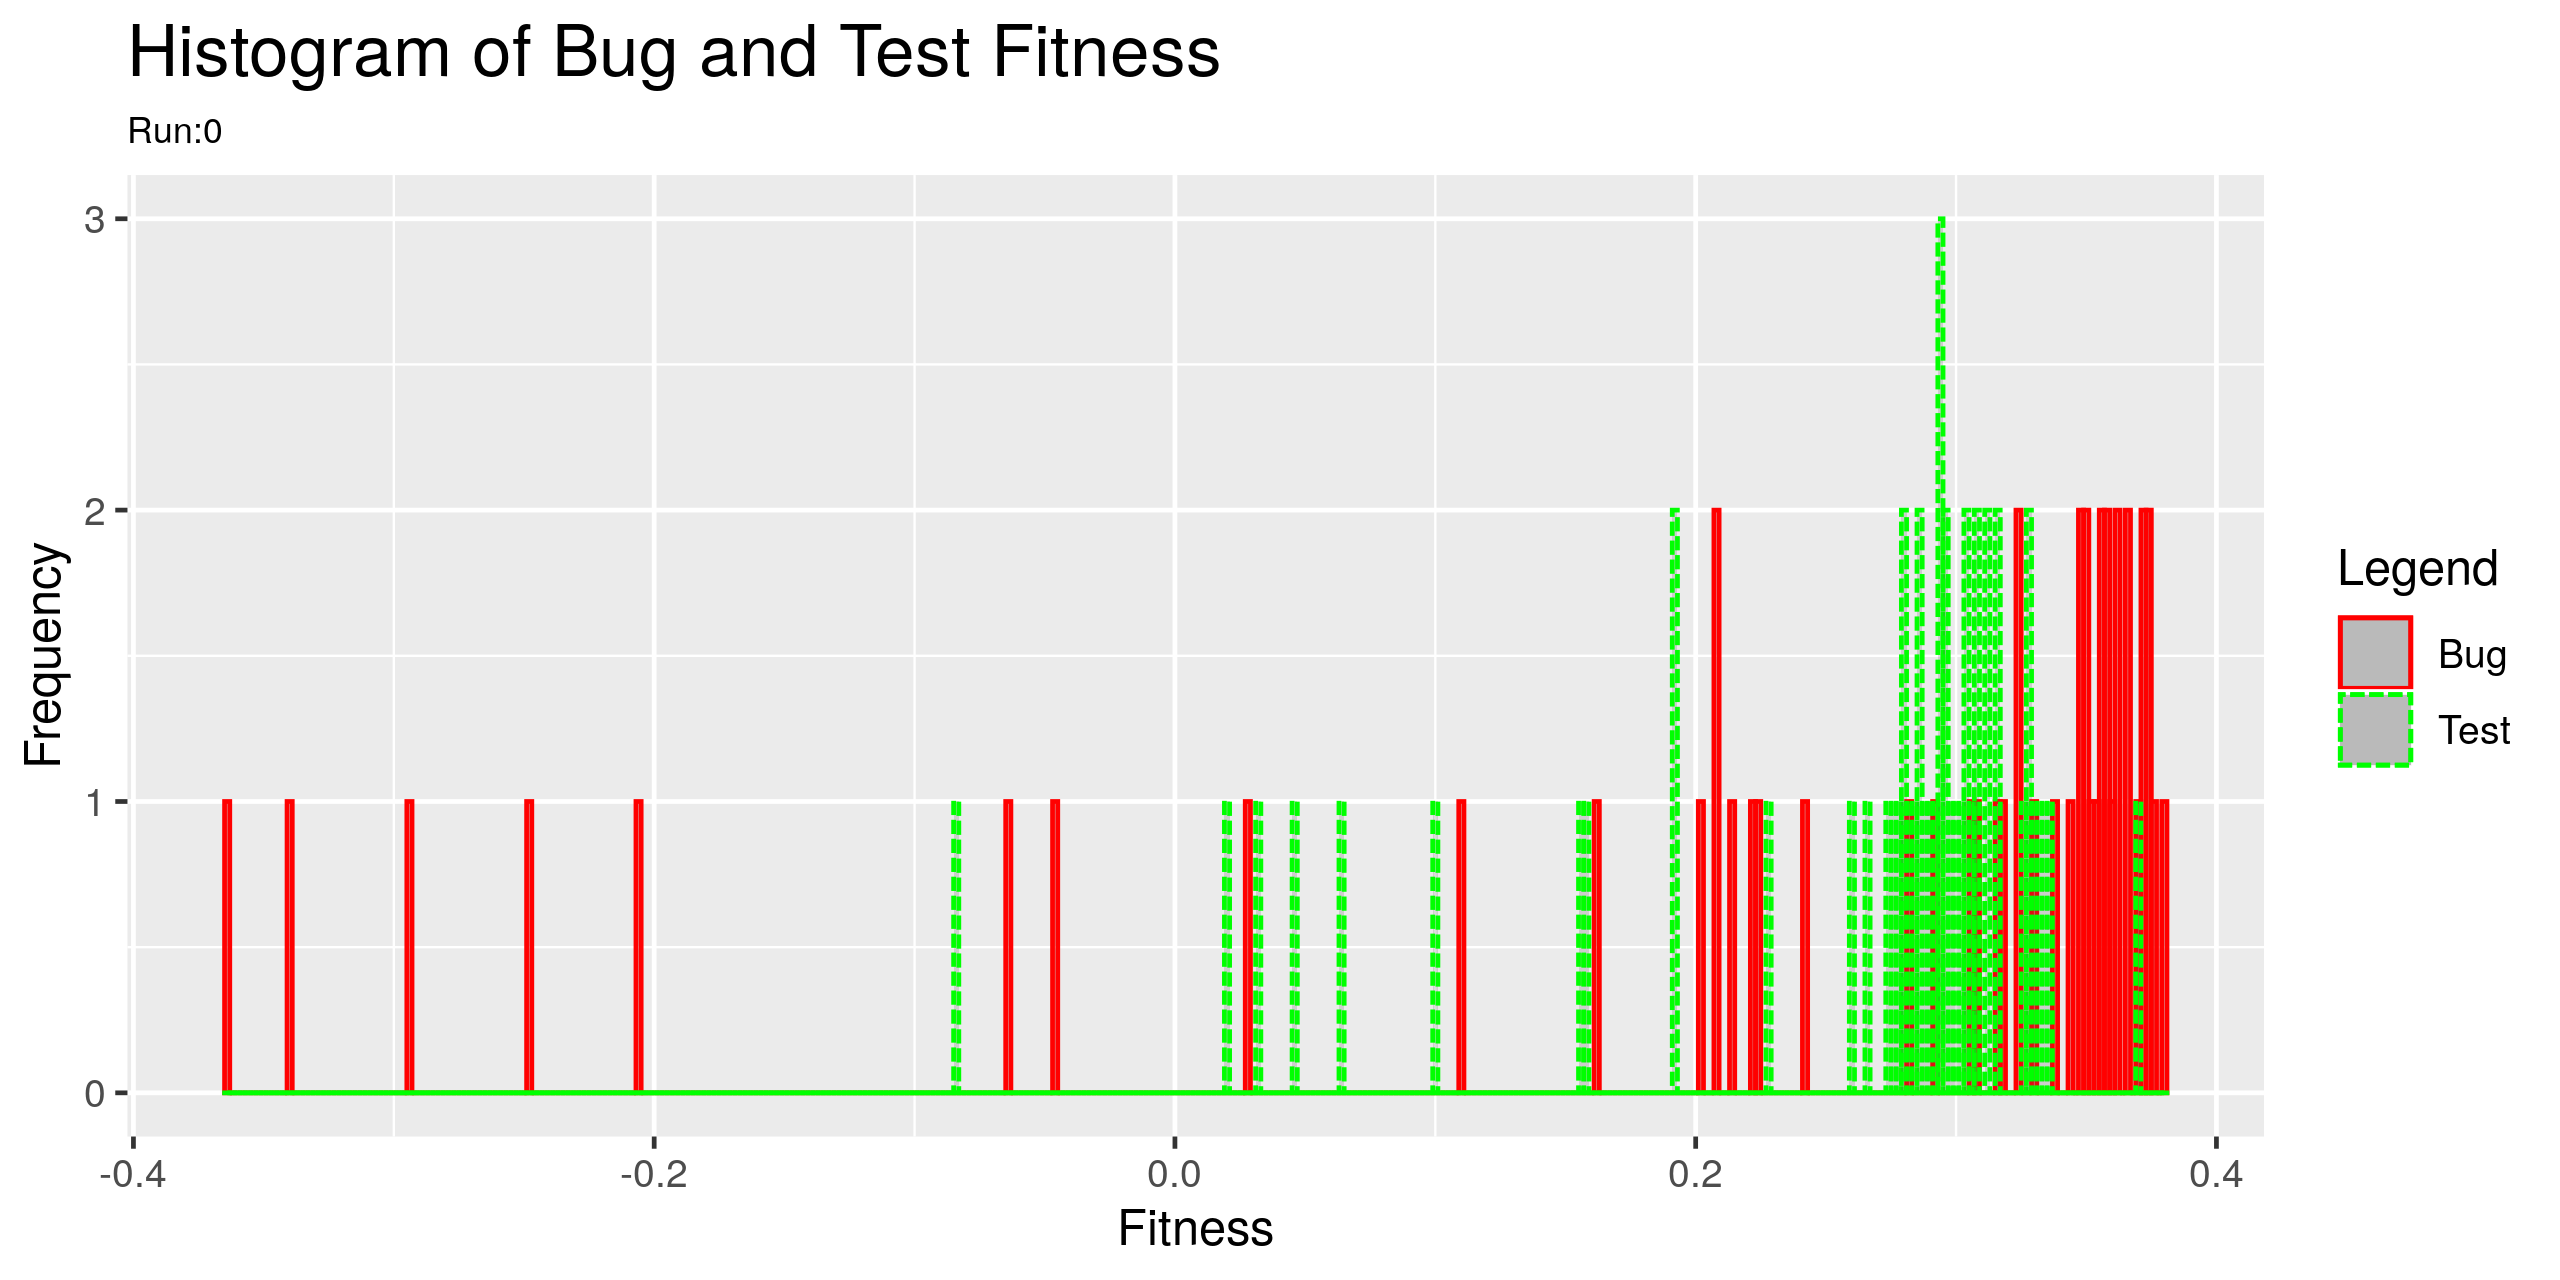 Histogram of Bug and Test Fitness
Run:0
3
2
1
0
Frequency
-0.4
-0.2
0.0
0.2
0.4
Fitness
Legend
Bug
Test